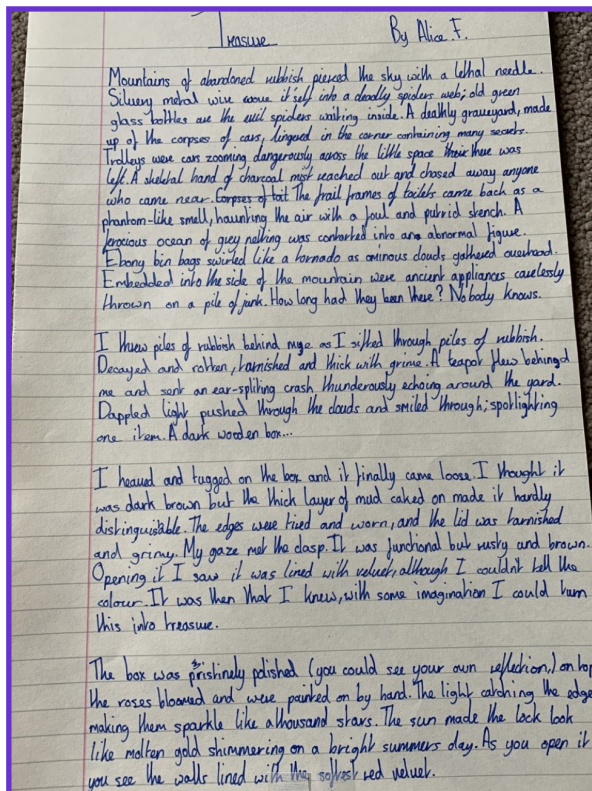 Treasure By Alice F.
Mountains of abandoned rubbish pierced the sky with a lethal needle.
Silvery metal wire wove itself into a deadly spiders web; old green
glass bottles are the evil spiders waiting inside. A deathly graveyard, made
up of the corpses of cars, lingered in the corner containing many secrets.
Trolleys were cars zooming dangerously across the little space their there was
left. A skeletal hand of charcoal mist reached out and chased away anyone
who came near. Corpses of toil The frail frames of toilets came back as a
phantom-like smell, haunting the air with a foul and putrid stench. A
ferocious ocean of grey netting was contorted into an abnormal figure.
Ebony bin bags swirled like a tornado as ominous clouds gathered overhead.
Embedded into the side of the mountain were ancient appliances carelessly
thrown on a pile of junk. How long had they been there? Nobody knows.
I threw piles of rubbish behind me as I sifted through piles of rubbish.
Decayed and rotten, tarnished and thick with grime. A teapot flew behind
me and sent an ear-spliting crash thunderously echoing around the yard.
Dappled light pushed through the clouds and smiled through; spotlighting
one item. A dark wooden box...
I heaved and tugged on the box and it finally came loose. I thought it
was dark brown but the thick layer of mud caked on made it hardly
distinguisable. The edges were tired and worn, and the lid was tarnished
and grimy. My gaze met the clasp. It was functional but rusty and brown.
Opening it I saw it was lined with velvet, although I couldnt tell the
colour. It was then that I knew, with some imagination I could turn
this into treasure.
The box was pristinely polished (you could see your own reflection,) on top
the roses bloomed and were painted on by hand. The light catching the edge
making them sparkle like a thousand stars. The sun made the lock look
like molten gold shimmering on a bright summers day. As you open it
you see the walls lined with the softest red velvet.